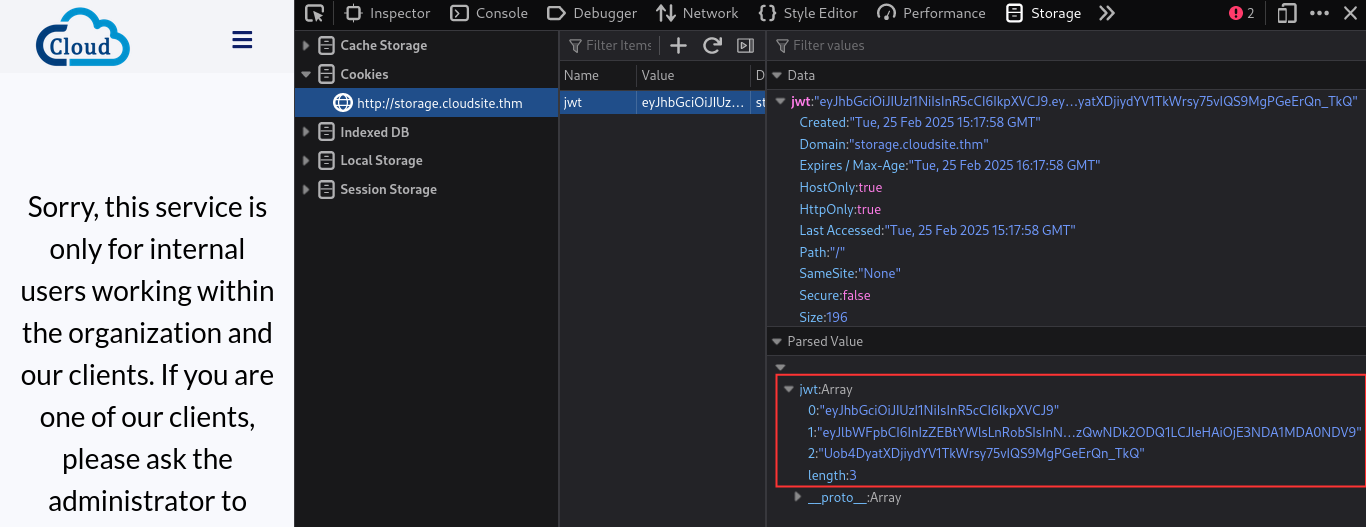 Cloud
Sorry, this service is
only for internal
users working within
the organization and
our clients. If you are
one of our clients,
please ask the
administrator to
Inspector Console Debugger Network Style Editor Performance Storage 2
Cache Storage
Cookies
http://storage.cloudsite.thm
Indexed DB
Local Storage
Session Storage
Filter Items
Name Value D
jwt eyJhbGciOiJIUz... st
Filter values
Data
jwt:"eyJhbGciOiJIUzI1NiIsInR5cCI6IkpXVCJ9.ey...yatXDjiydYV1TkWrsy75vIQS9MgPGeErQn_TkQ"
Created:"Tue, 25 Feb 2025 15:17:58 GMT"
Domain:"storage.cloudsite.thm"
Expires / Max-Age:"Tue, 25 Feb 2025 16:17:58 GMT"
HostOnly:true
HttpOnly:true
Last Accessed:"Tue, 25 Feb 2025 15:17:58 GMT"
Path:"/"
SameSite:"None"
Secure:false
Size:196
Parsed Value
jwt:Array
0:"eyJhbGciOiJIUzI1NiIsInR5cCI6IkpXVCJ9"
1:"eyJlbWFpbCI6InIzZEBtYWlsLnRobSIsInN...zQwNDk2ODQ1LCJleHAiOjE3NDA1MDA0NDV9"
2:"Uob4DyatXDjiydYV1TkWrsy75vIQS9MgPGeErQn_TkQ"
length:3
__proto__:Array